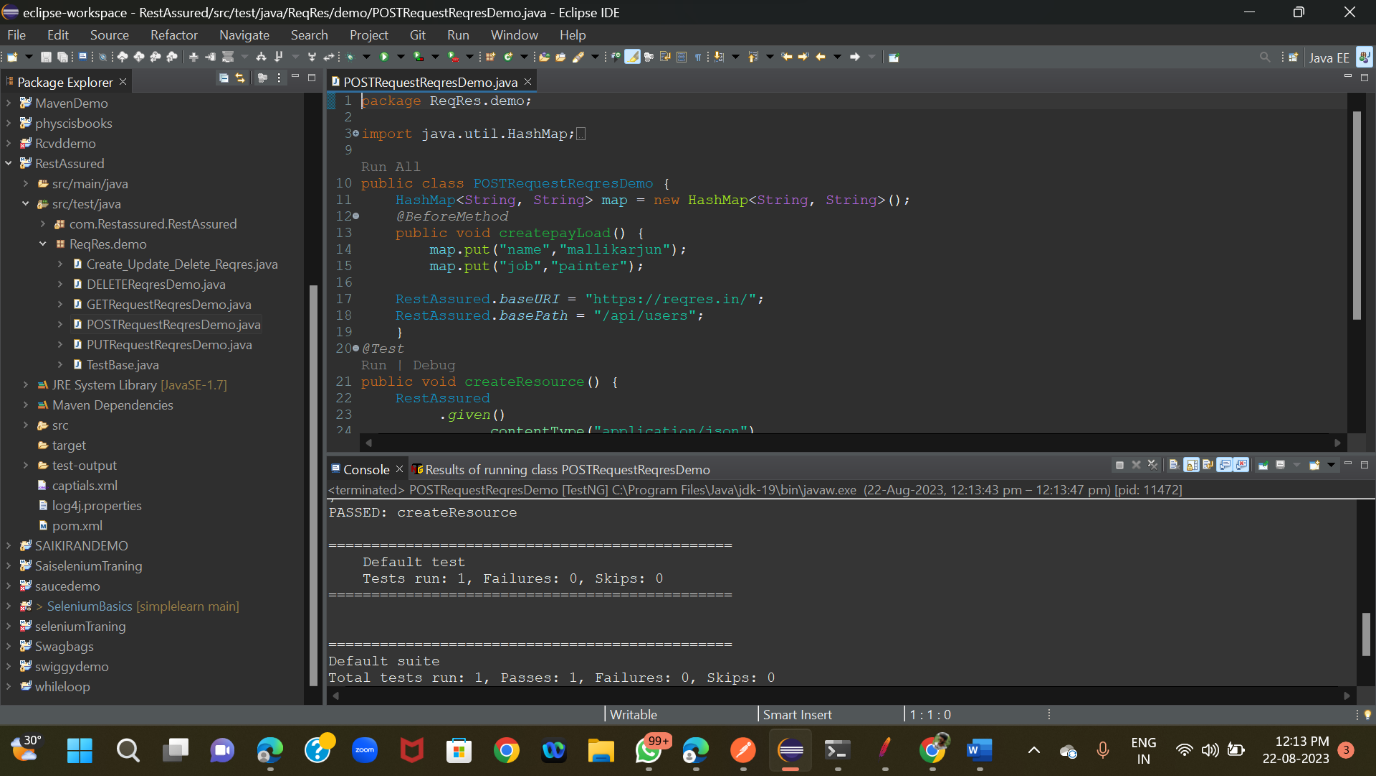 eclipse-workspace - RestAssured/src/test/java/ReqRes/demo/POSTRequestReqresDemo.java - Eclipse IDE
File Edit Source Refactor Navigate Search Project Git Run Window Help
Java EE
Package Explorer
MavenDemo
physcisbooks
Rcvddemo
RestAssured
src/main/java
src/test/java
com.Restassured.RestAssured
ReqRes.demo
Create_Update_Delete_Reqres.java
DELETEReqresDemo.java
GETRequestReqresDemo.java
POSTRequestReqresDemo.java
PUTRequestReqresDemo.java
TestBase.java
JRE System Library [JavaSE-1.7]
Maven Dependencies
src
target
test-output
captials.xml
log4j.properties
pom.xml
SAIKIRANDEMO
SaiseleniumTraning
saucedemo
> SeleniumBasics [simplelearn main]
seleniumTraning
Swagbags
swiggydemo
whileloop
POSTRequestReqresDemo.java
1 package ReqRes.demo;
2
3 import java.util.HashMap;
9
Run All
10 public class POSTRequestReqresDemo {
11 HashMap<String, String> map = new HashMap<String, String>();
12 @BeforeMethod
13 public void createpayLoad() {
14 map.put("name","mallikarjun");
15 map.put("job","painter");
16
17 RestAssured.baseURI = "https://reqres.in/";
18 RestAssured.basePath = "/api/users";
19 }
20 @Test
Run | Debug
21 public void createResource() {
22 RestAssured
23 .given()
24 .contentType("application/json")
Console
Results of running class POSTRequestReqresDemo
<terminated> POSTRequestReqresDemo [TestNG] C:\Program Files\Java\jdk-19\bin\javaw.exe (22-Aug-2023, 12:13:43 pm – 12:13:47 pm) [pid: 11472]
PASSED: createResource
===============================================
Default test
Tests run: 1, Failures: 0, Skips: 0
===============================================
===============================================
Default suite
Total tests run: 1, Passes: 1, Failures: 0, Skips: 0
Writable
Smart Insert
1 : 1 : 0
30°
zoom
99+
ENG
IN
12:13 PM
22-08-2023
3